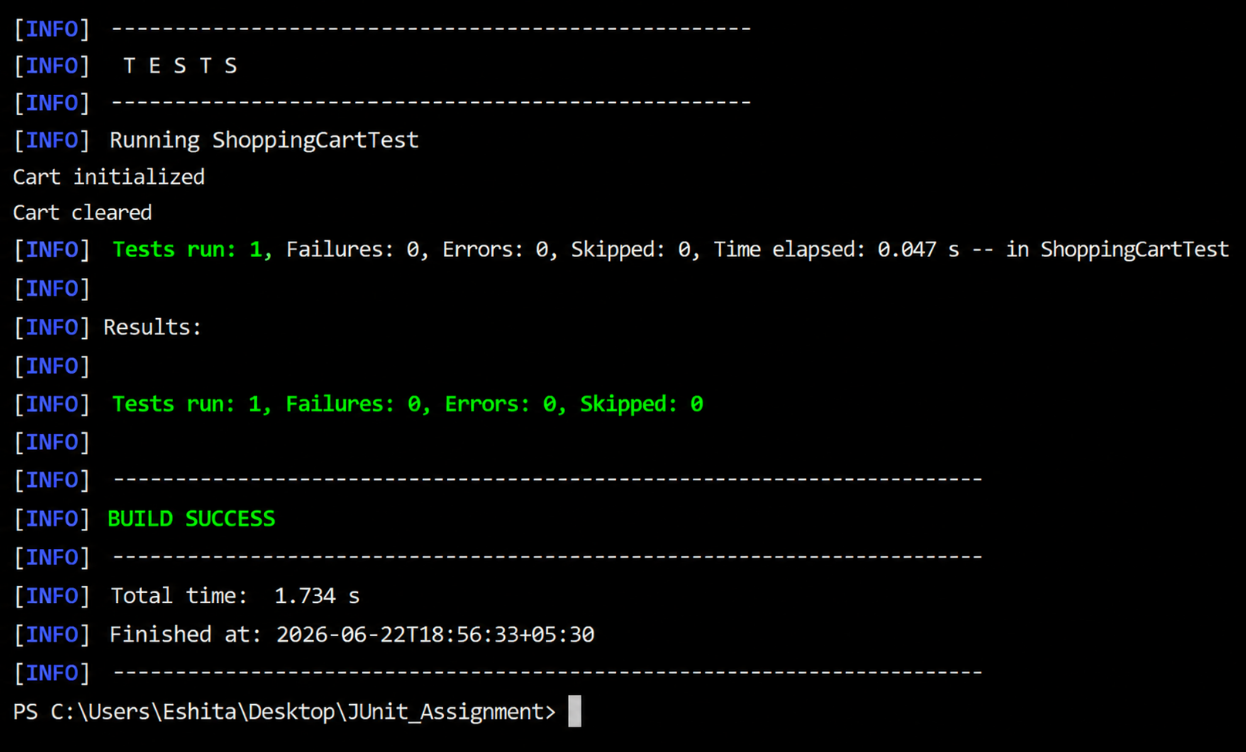 [INFO] ---------------------------------------------------
[INFO]  T E S T S
[INFO] ---------------------------------------------------
[INFO] Running ShoppingCartTest
Cart initialized
Cart cleared
[INFO] Tests run: 1, Failures: 0, Errors: 0, Skipped: 0, Time elapsed: 0.047 s -- in ShoppingCartTest
[INFO]
[INFO] Results:
[INFO]
[INFO] Tests run: 1, Failures: 0, Errors: 0, Skipped: 0
[INFO]
[INFO] ----------------------------------------------------------------------
[INFO] BUILD SUCCESS
[INFO] ----------------------------------------------------------------------
[INFO] Total time:  1.734 s
[INFO] Finished at: 2026-06-22T18:56:33+05:30
[INFO] ----------------------------------------------------------------------
PS C:\Users\Eshita\Desktop\JUnit_Assignment>